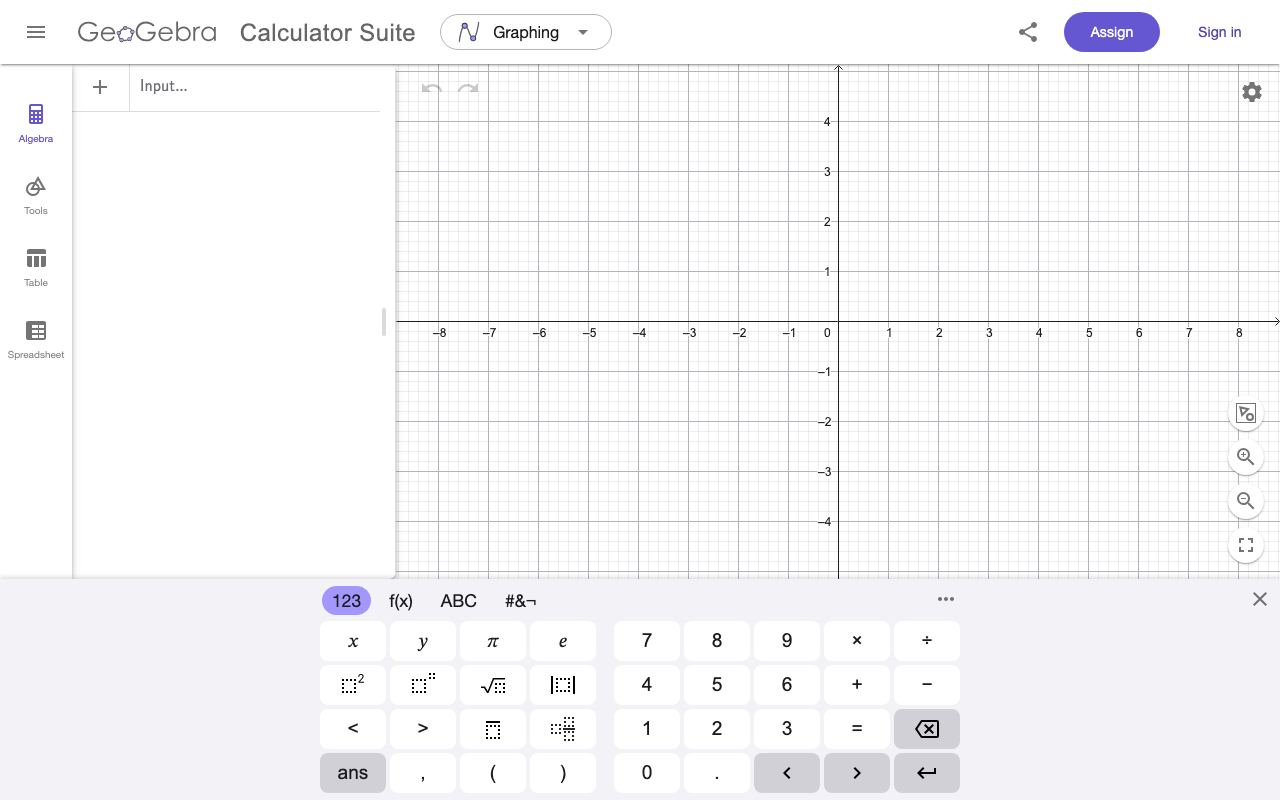 GeoGebra Calculator Suite Graphing Assign Sign in
Input...
Algebra
Tools
Table
Spreadsheet
4
3
2
1
–8 –7 –6 –5 –4 –3 –2 –1 0 1 2 3 4 5 6 7 8
–1
–2
–3
–4
123 f(x) ABC #&¬ •••
x y π e 7 8 9 × ÷
2 √ 4 5 6 + −
< > 1 2 3 =
ans , ( ) 0 . < >